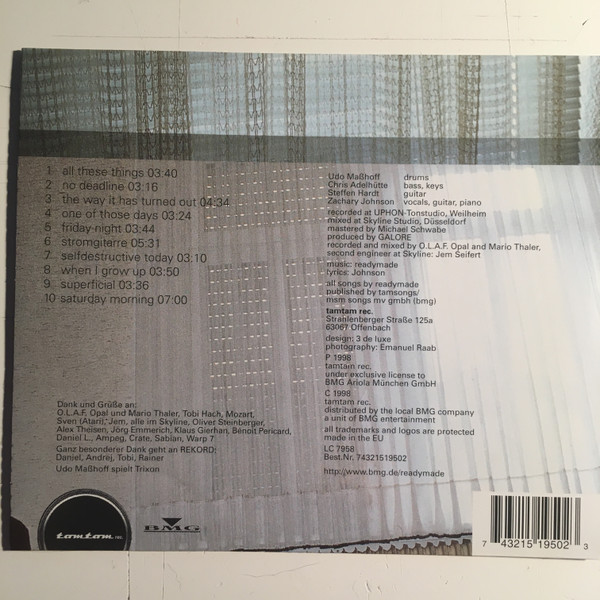 1 all these things 03:40
2 no deadline 03:16
3 the way it has turned out 04:34
4 one of those days 03:24
5 friday-night 03:44
6 stromgitarre 05:31
7 selfdestructive today 03:10
8 when I grow up 03:50
9 superficial 03:36
10 saturday morning 07:00
Udo Maßhoff drums
Chris Adelhütte bass, keys
Steffen Hardt guitar
Zachary Johnson vocals, guitar, piano
recorded at UPHON-Tonstudio, Weilheim
mixed at Skyline Studio, Düsseldorf
mastered by Michael Schwabe
produced by GALORE
recorded and mixed by O.L.A.F. Opal and Mario Thaler,
second engineer at Skyline: Jem Seifert
music: readymade
lyrics: Johnson
all songs by readymade
published by tamsongs/
msm songs mv gmbh (bmg)
tamtam rec.
Strahlenberger Straße 125a
63067 Offenbach
design: 3 de luxe
photography: Emanuel Raab
P 1998
tamtam rec.
under exclusive license to
BMG Ariola München GmbH
C 1998
tamtam rec.
distributed by the local BMG company
a unit of BMG entertainment
all trademarks and logos are protected
made in the EU
LC 7958
Best.Nr. 74321519502
http://www.bmg.de/readymade
Dank und Grüße an:
O.L.A.F. Opal und Mario Thaler, Tobi Hach, Mozart,
Sven (Atari), Jem, alle im Skyline, Oliver Steinberger,
Alex Theisen, Jörg Emmerich, Klaus Gierhan, Benoit Pericard,
Daniel L., Ampeg, Crate, Sabian, Warp 7
Ganz besonderer Dank geht an REKORD:
Daniel, Andrej, Tobi, Rainer
Udo Maßhoff spielt Trixon
tamtam rec.
BMG
7 43215 19502 3